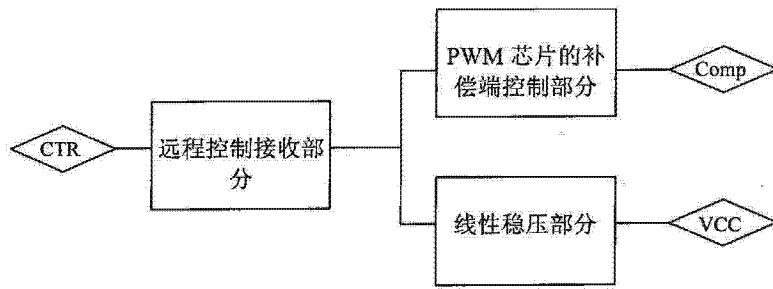 CTR
远程控制接收部
分
PWM 芯片的补
偿端控制部分
Comp
线性稳压部分
VCC